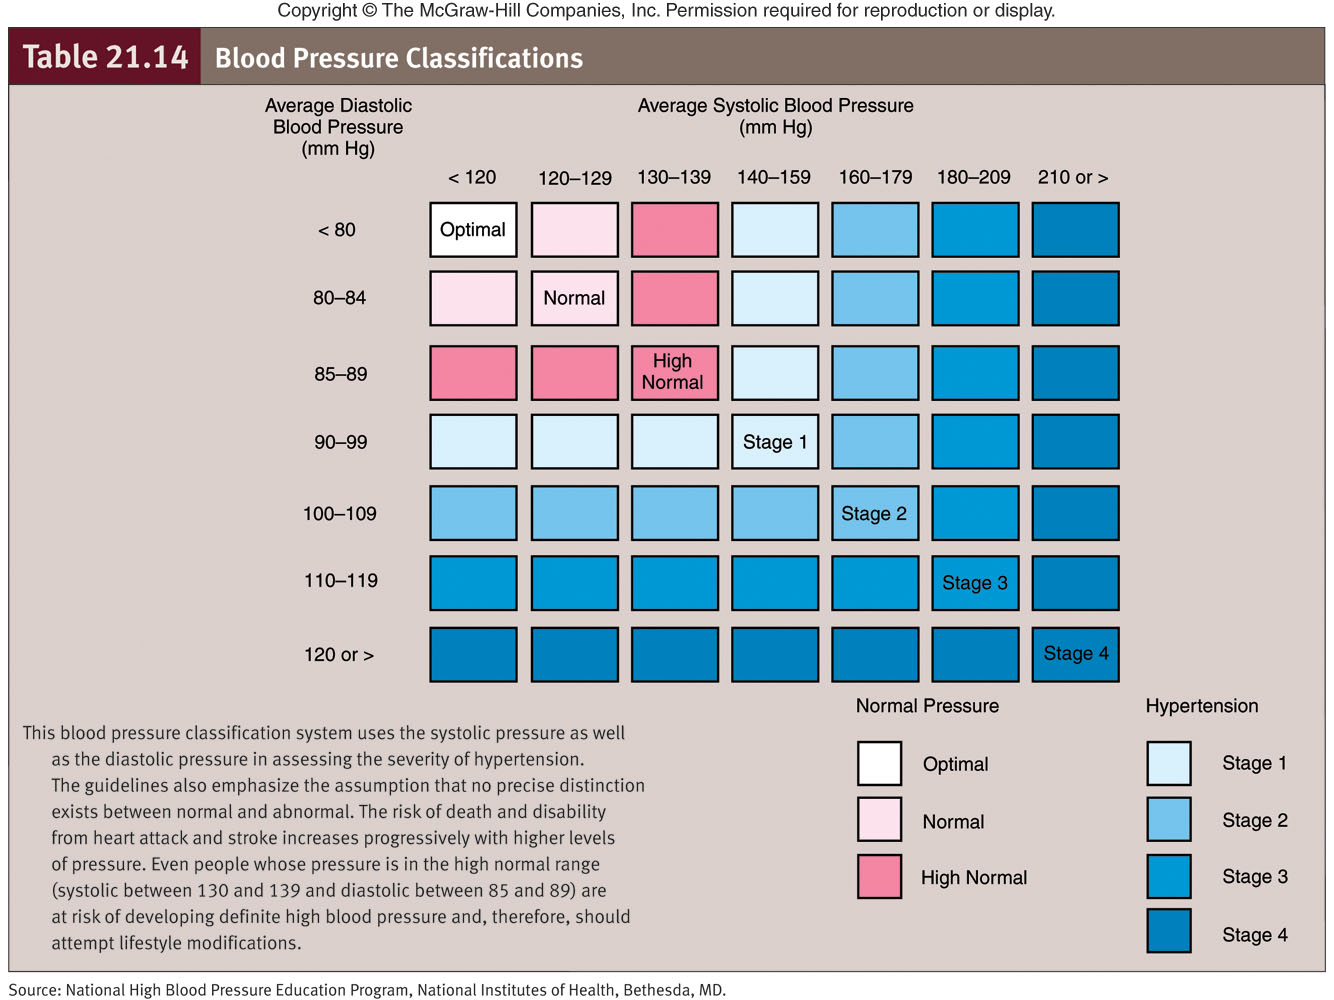 Copyright © The McGraw-Hill Companies, Inc. Permission required for reproduction or display.
Table 21.14 Blood Pressure Classifications
Average Diastolic
Blood Pressure
(mm Hg)
Average Systolic Blood Pressure
(mm Hg)
< 120 120–129 130–139 140–159 160–179 180–209 210 or >
< 80 Optimal
80–84 Normal
85–89 High
Normal
90–99 Stage 1
100–109 Stage 2
110–119 Stage 3
120 or > Stage 4
This blood pressure classification system uses the systolic pressure as well
as the diastolic pressure in assessing the severity of hypertension.
The guidelines also emphasize the assumption that no precise distinction
exists between normal and abnormal. The risk of death and disability
from heart attack and stroke increases progressively with higher levels
of pressure. Even people whose pressure is in the high normal range
(systolic between 130 and 139 and diastolic between 85 and 89) are
at risk of developing definite high blood pressure and, therefore, should
attempt lifestyle modifications.
Normal Pressure
Optimal
Normal
High Normal
Hypertension
Stage 1
Stage 2
Stage 3
Stage 4
Source: National High Blood Pressure Education Program, National Institutes of Health, Bethesda, MD.